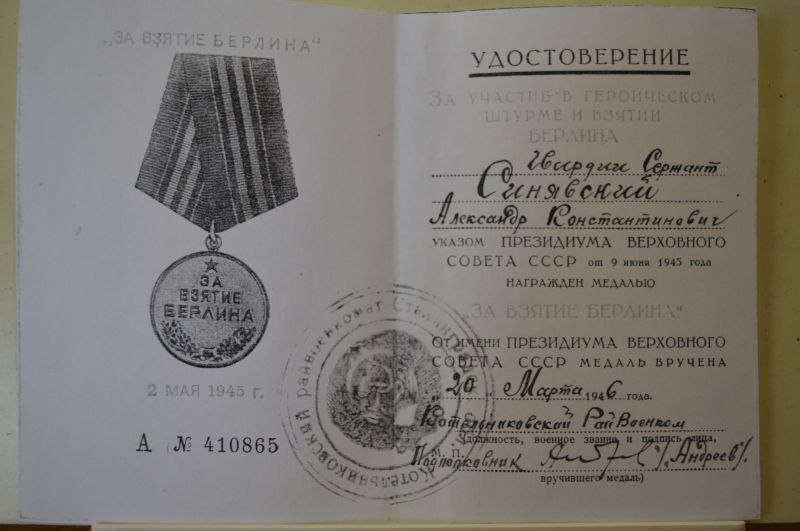 „ЗА ВЗЯТИЕ БЕРЛИНА“
ЗА
ВЗЯТИЕ
БЕРЛИНА
2 МАЯ 1945 г.
А № 410865
УДОСТОВЕРЕНИЕ
ЗА УЧАСТИЕ В ГЕРОИЧЕСКОМ
ШТУРМЕ И ВЗЯТИИ
БЕРЛИНА
Гвардии Сержант
Синявский
Александр Константинович
УКАЗОМ ПРЕЗИДИУМА ВЕРХОВНОГО
СОВЕТА СССР от 9 июня 1945 года
НАГРАЖДЕН МЕДАЛЬЮ
„ЗА ВЗЯТИЕ БЕРЛИНА“
ОТ ИМЕНИ ПРЕЗИДИУМА ВЕРХОВНОГО
СОВЕТА СССР МЕДАЛЬ ВРУЧЕНА
„20„ Марта 1946 года.
Котельниковский РайВоенком
(должность, военное звание и подпись лица,
М. П.
Подполковник /Андреев/.
вручившего медаль)
Котельниковский райвоенкомат